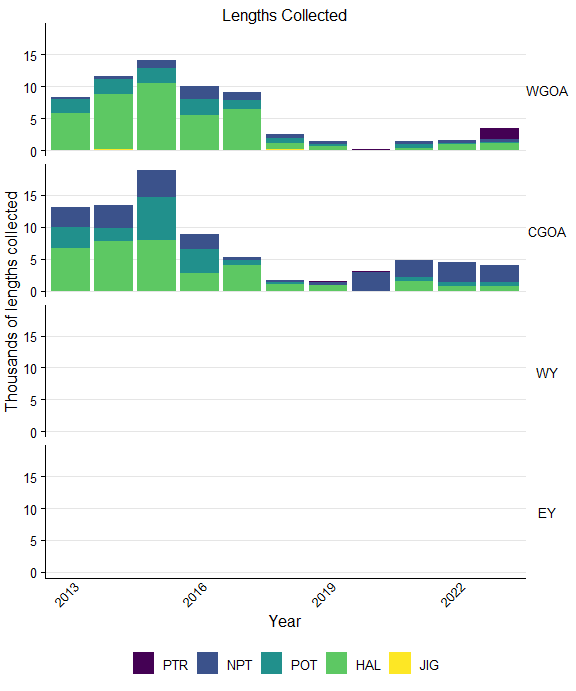 Lengths Collected
Thousands of lengths collected
15
10
5
0
WGOA
15
10
5
0
CGOA
15
10
5
0
WY
15
10
5
0
EY
2013 2016 2019 2022
Year
PTR NPT POT HAL JIG